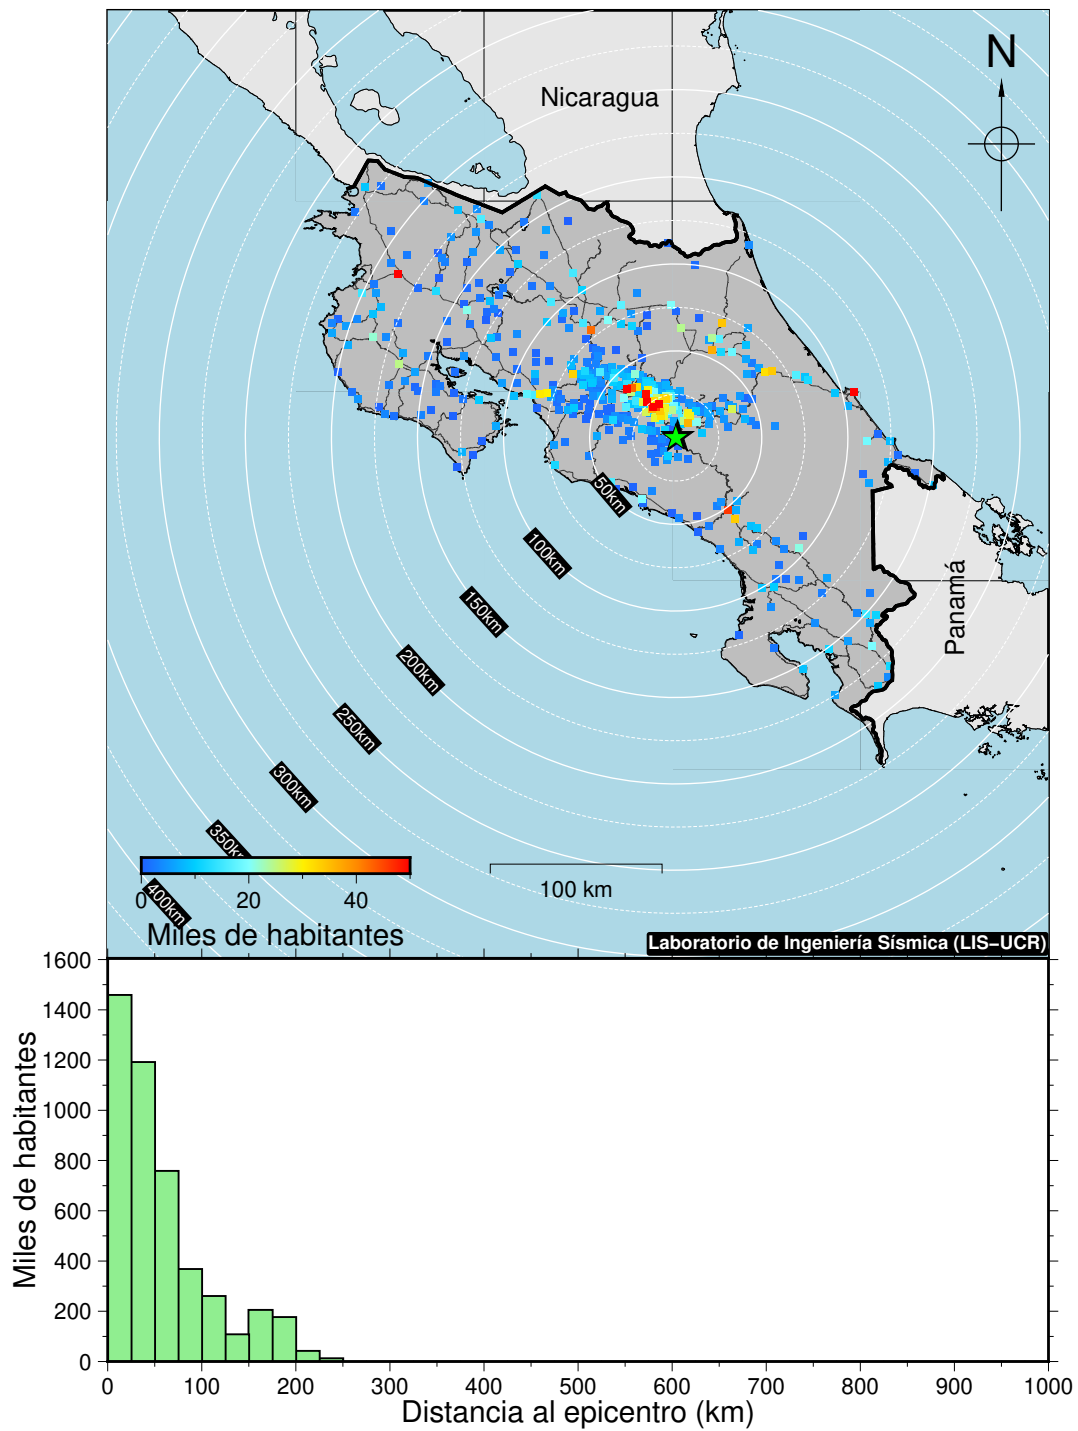 N
Nicaragua
Panamá
50km
100km
150km
200km
250km
300km
350km
400km
0 20 40
Miles de habitantes
100 km
Laboratorio de Ingeniería Sísmica (LIS−UCR)
Miles de habitantes
1600
1400
1200
1000
800
600
400
200
0
0 100 200 300 400 500 600 700 800 900 1000
Distancia al epicentro (km)